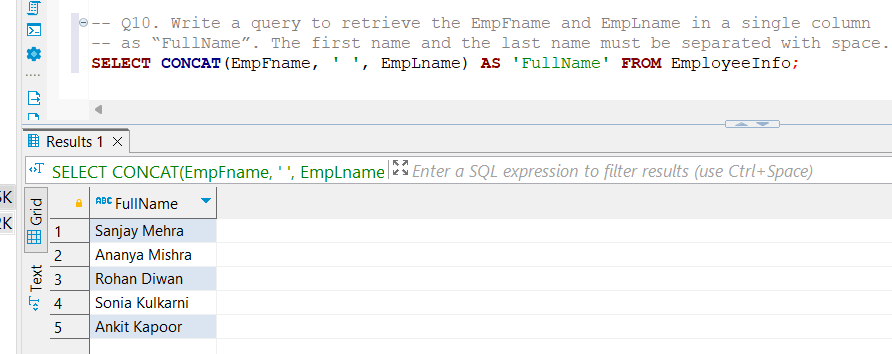 -- Q10. Write a query to retrieve the EmpFname and EmpLname in a single column
-- as “FullName”. The first name and the last name must be separated with space.
SELECT CONCAT(EmpFname, ' ', EmpLname) AS 'FullName' FROM EmployeeInfo;
Results 1
SELECT CONCAT(EmpFname, ' ', EmpLname
Enter a SQL expression to filter results (use Ctrl+Space)
Grid
Text
ABC FullName
1 Sanjay Mehra
2 Ananya Mishra
3 Rohan Diwan
4 Sonia Kulkarni
5 Ankit Kapoor